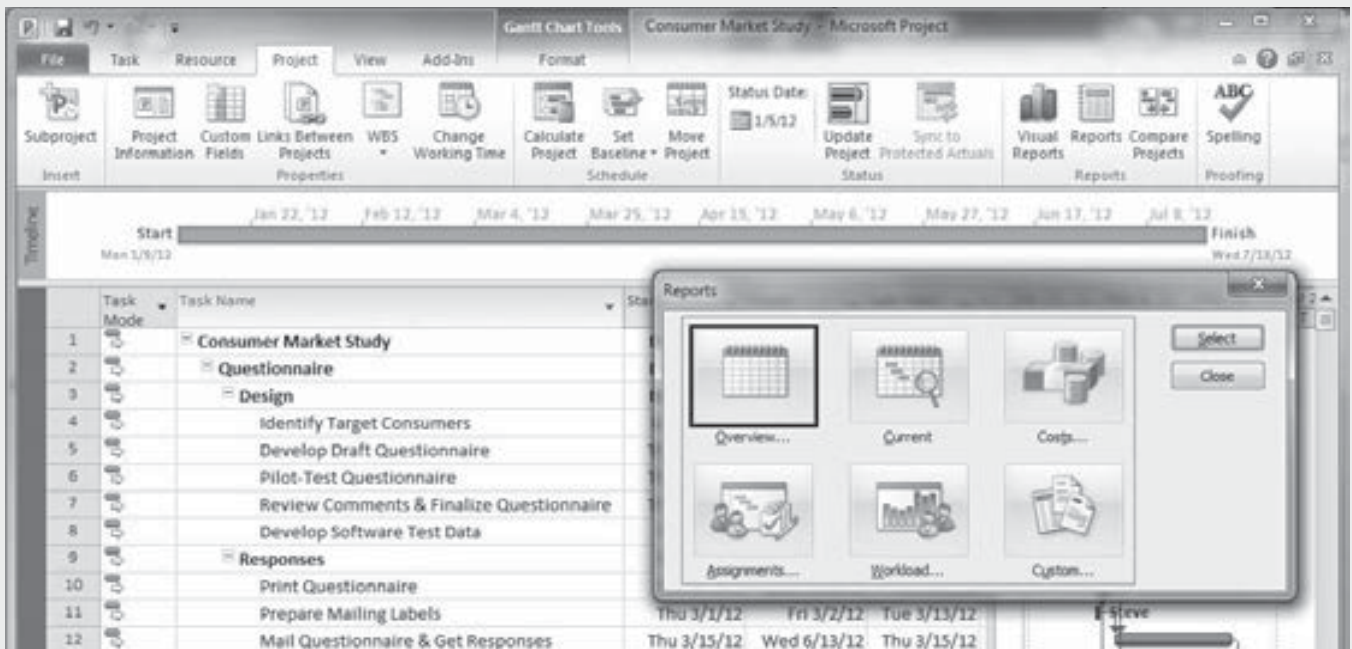 Gantt Chart Tools Consumer Market Study - Microsoft Project
File Task Resource Project View Add-Ins Format
Subproject Project Information Custom Fields Links Between Projects WBS Change Working Time Calculate Project Set Baseline Move Project Status Date: 1/5/12 Update Project Sync to Protected Actuals Visual Reports Reports Compare Projects ABC Spelling
Insert Properties Schedule Status Reports Proofing
Timeline
Jan 22, '12 Feb 12, '12 Mar 4, '12 Mar 25, '12 Apr 15, '12 May 6, '12 May 27, '12 Jun 17, '12 Jul 8, '12
Start Finish
Mon 1/9/12
Task Mode Task Name
1 Consumer Market Study
2 Questionnaire
3 Design
4 Identify Target Consumers
5 Develop Draft Questionnaire
6 Pilot-Test Questionnaire
7 Review Comments & Finalize Questionnaire
8 Develop Software Test Data
9 Responses
10 Print Questionnaire
11 Prepare Mailing Labels Thu 3/1/12 Fri 3/2/12 Tue 3/13/12 Steve
12 Mail Questionnaire & Get Responses Thu 3/15/12 Wed 6/13/12 Thu 3/15/12
Reports
Overview... Current Costs...
Assignments... Workload... Custom...
Select
Close